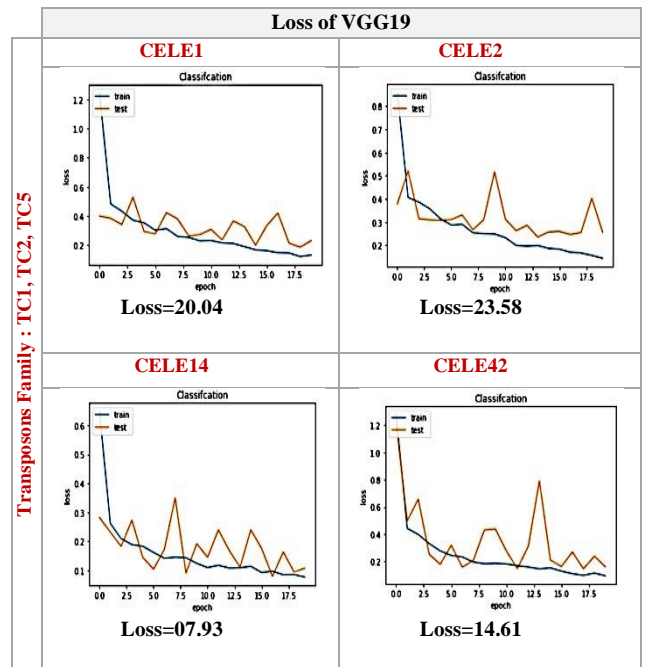 Loss of VGG19
Transposons Family : TC1, TC2, TC5
CELE1
Classifcation
train
test
1.2
1.0
0.8
0.6
0.4
0.2
loss
0.0 2.5 5.0 7.5 10.0 12.5 15.0 17.5
epoch
Loss=20.04
CELE2
Classifcation
train
test
0.8
0.7
0.6
0.5
0.4
0.3
0.2
loss
0.0 2.5 5.0 7.5 10.0 12.5 15.0 17.5
epoch
Loss=23.58
CELE14
Classifcation
train
test
0.6
0.5
0.4
0.3
0.2
0.1
loss
0.0 2.5 5.0 7.5 10.0 12.5 15.0 17.5
epoch
Loss=07.93
CELE42
Classifcation
train
test
1.2
1.0
0.8
0.6
0.4
0.2
loss
0.0 2.5 5.0 7.5 10.0 12.5 15.0 17.5
epoch
Loss=14.61